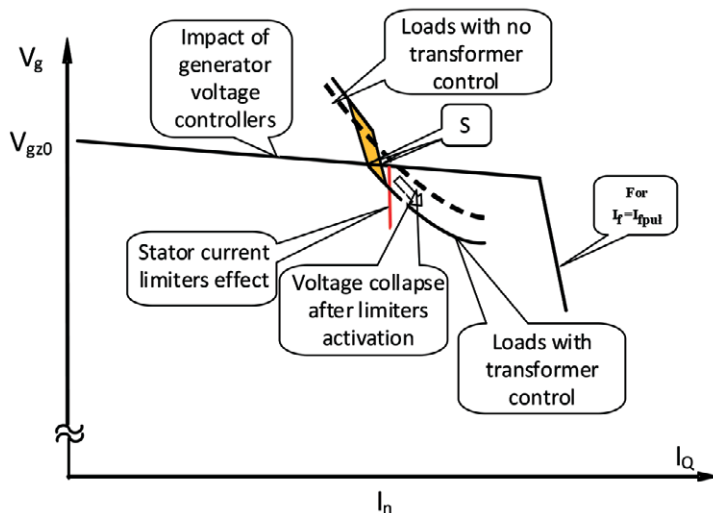 Vg
Impact of
generator
voltage
controllers
Loads with no
transformer
control
Vgz0
S
For
If=Ifpuł
Stator current
limiters effect
Voltage collapse
after limiters
activation
Loads with
transformer
control
IQ
In